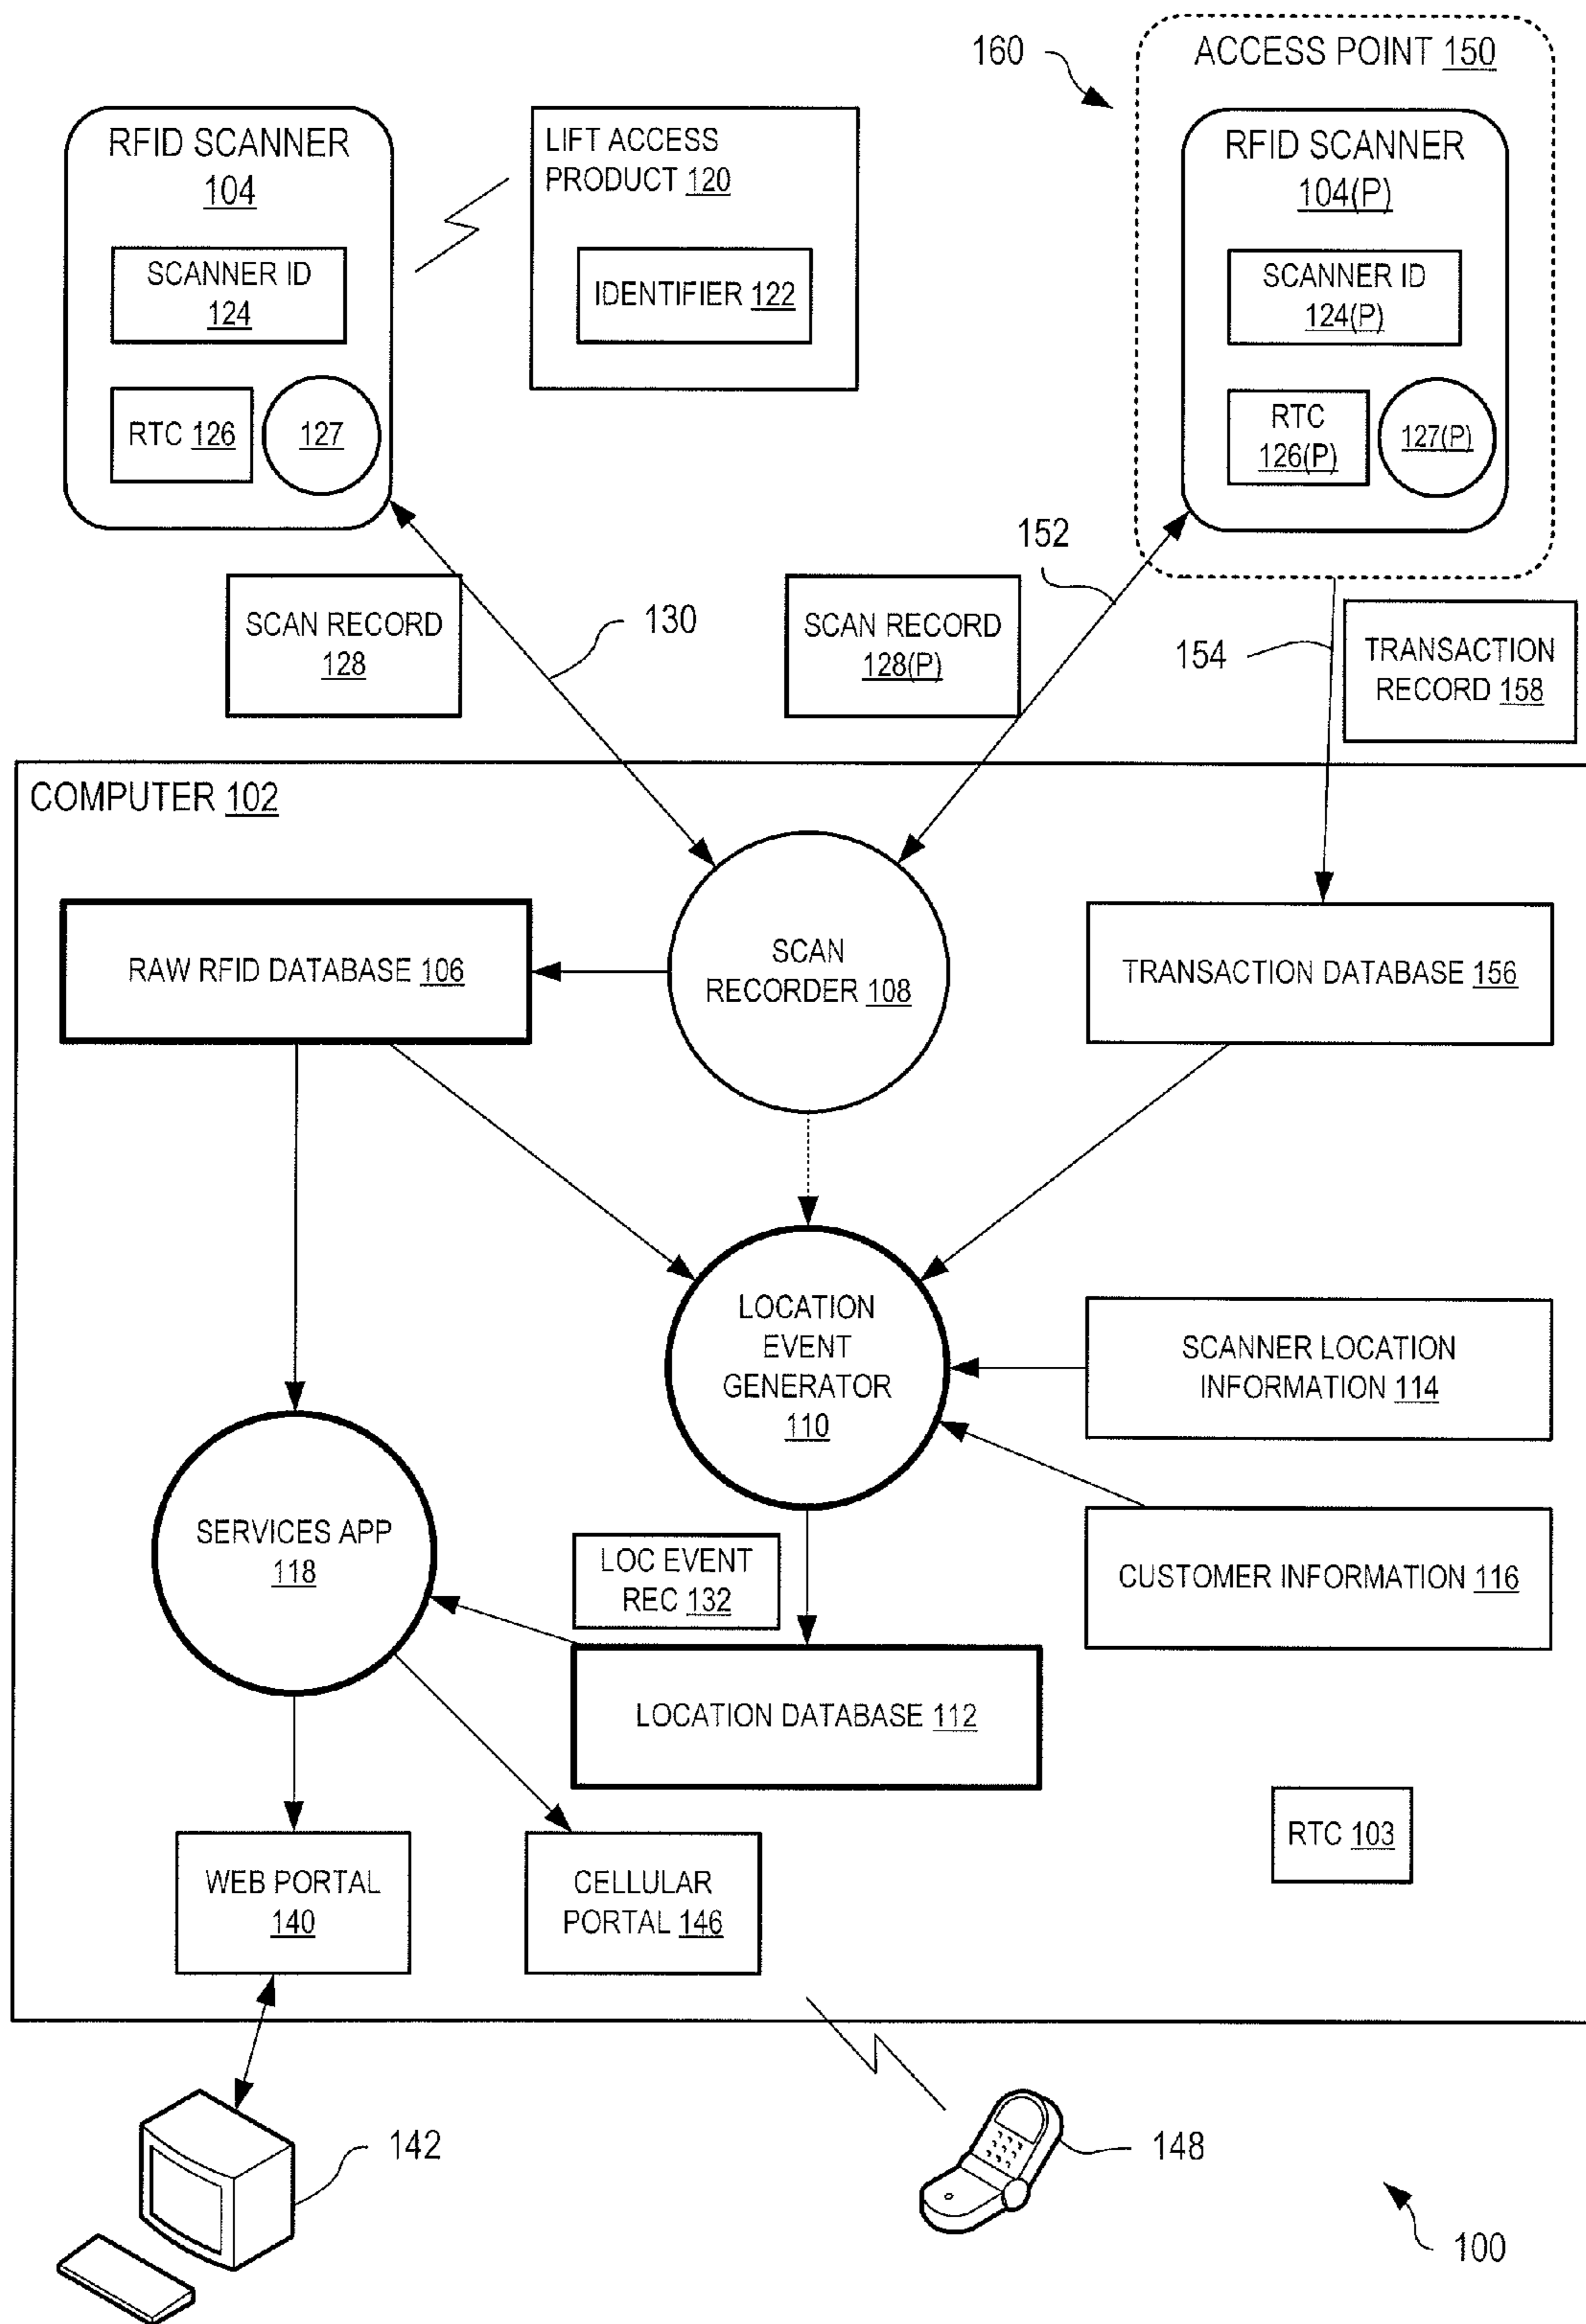 160
ACCESS POINT 150
RFID SCANNER
104
SCANNER ID
124
RTC 126
127
LIFT ACCESS
PRODUCT 120
IDENTIFIER 122
RFID SCANNER
104(P)
SCANNER ID
124(P)
RTC
126(P)
127(P)
SCAN RECORD
128
130
SCAN RECORD
128(P)
152
154
TRANSACTION
RECORD 158
COMPUTER 102
RAW RFID DATABASE 106
SCAN
RECORDER 108
TRANSACTION DATABASE 156
LOCATION
EVENT
GENERATOR
110
SCANNER LOCATION
INFORMATION 114
CUSTOMER INFORMATION 116
SERVICES APP
118
LOC EVENT
REC 132
LOCATION DATABASE 112
RTC 103
WEB PORTAL
140
CELLULAR
PORTAL 146
142
148
100